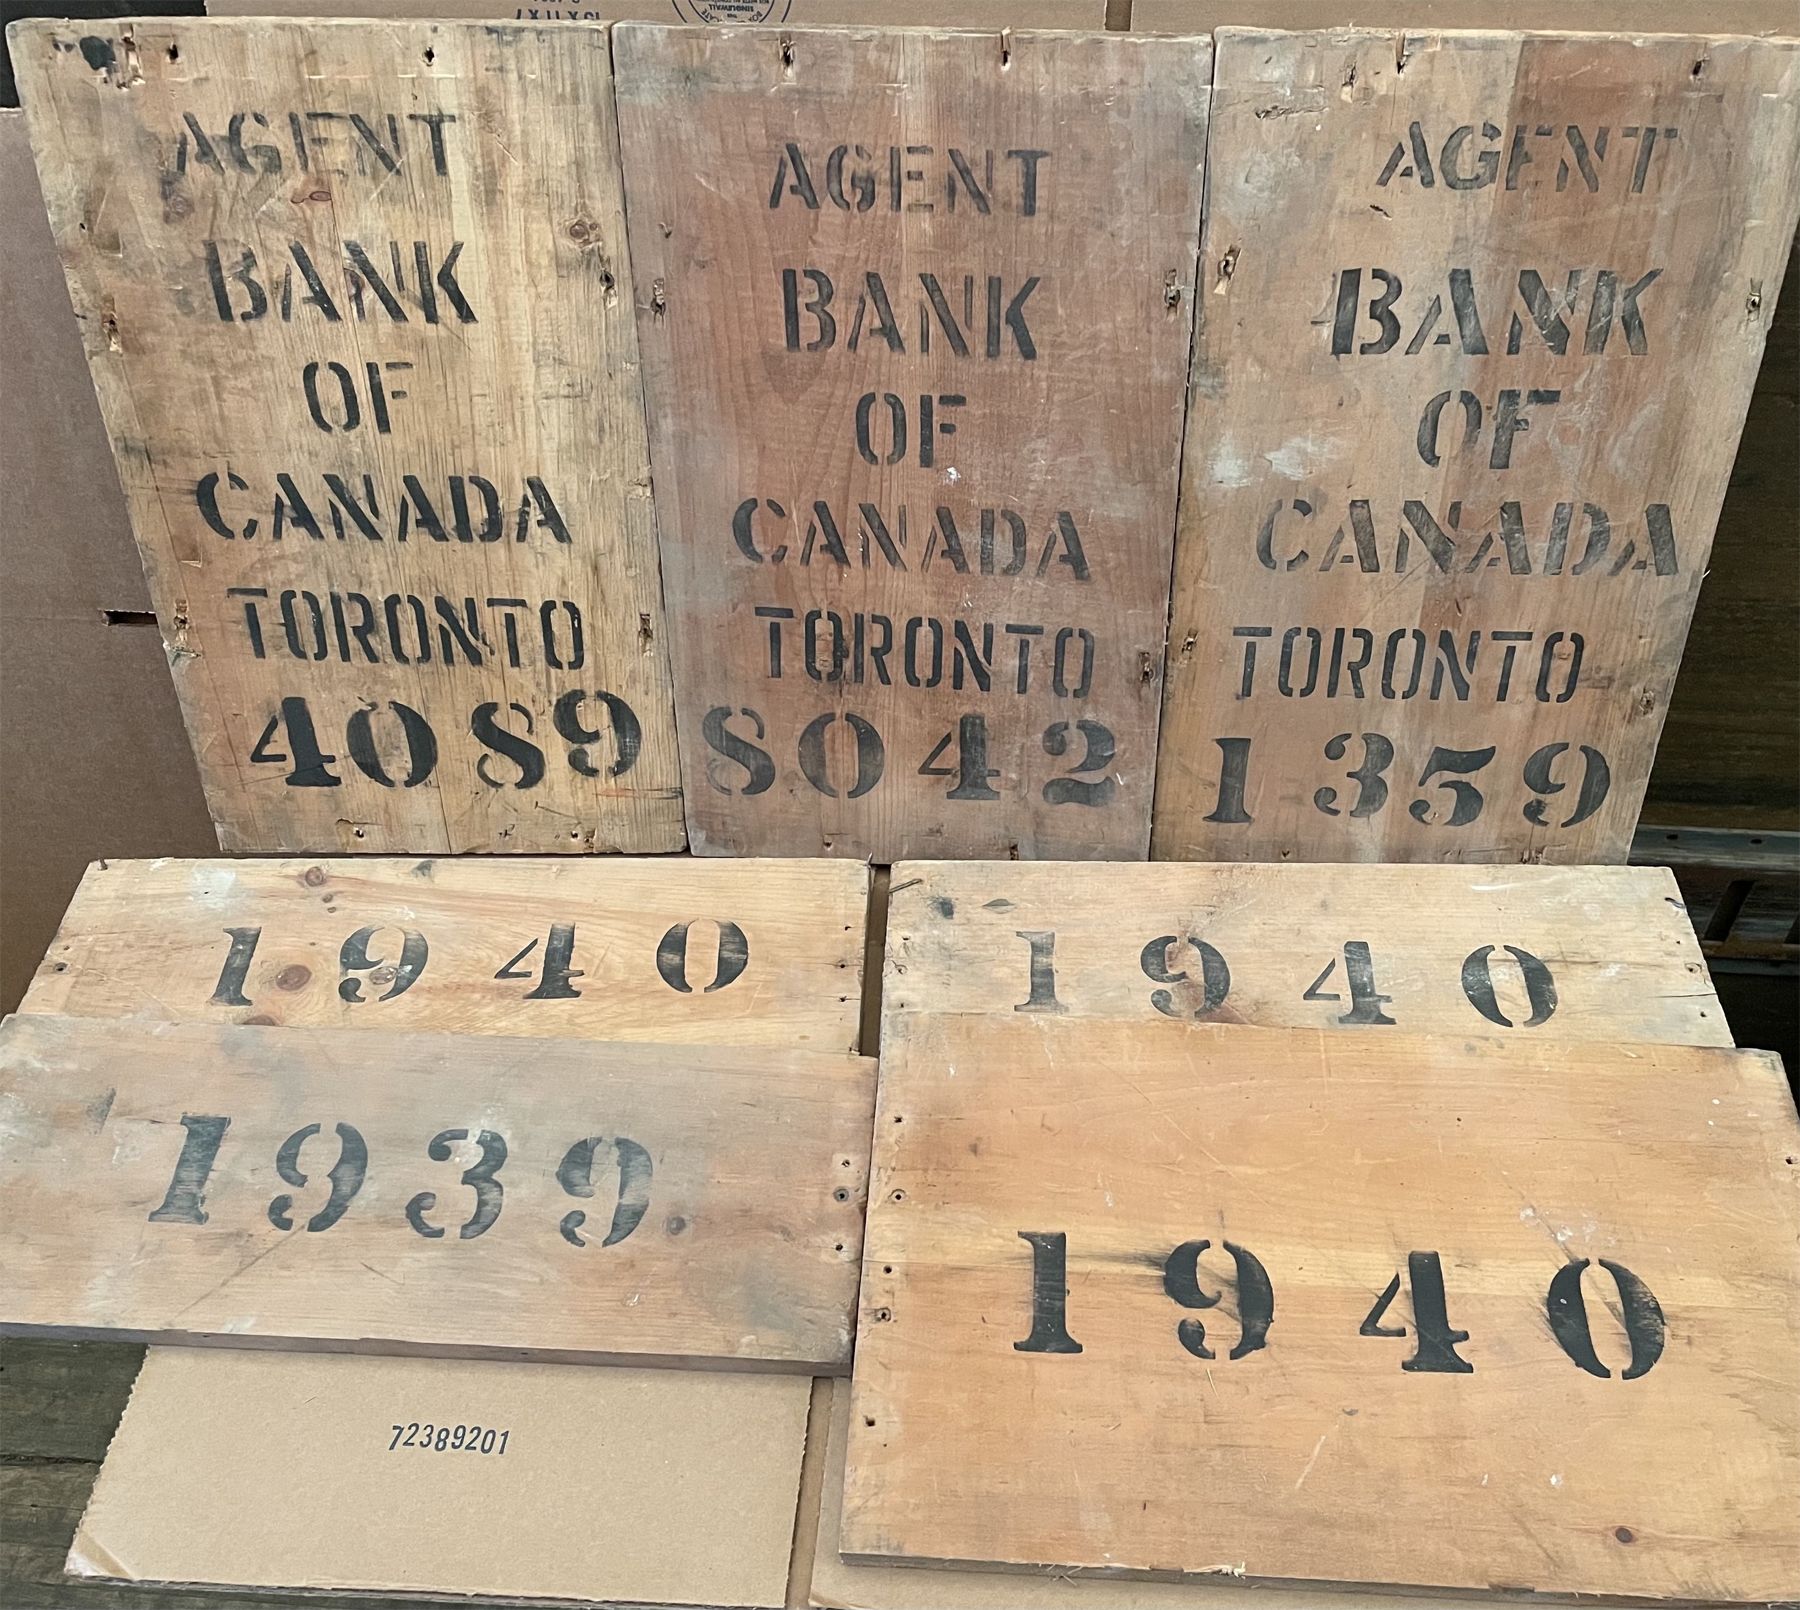 AGENT
BANK
OF
CANADA
TORONTO
4089
AGENT
BANK
OF
CANADA
TORONTO
8042
AGENT
BANK
OF
CANADA
TORONTO
1359
1940
1940
1939
1940
72389201